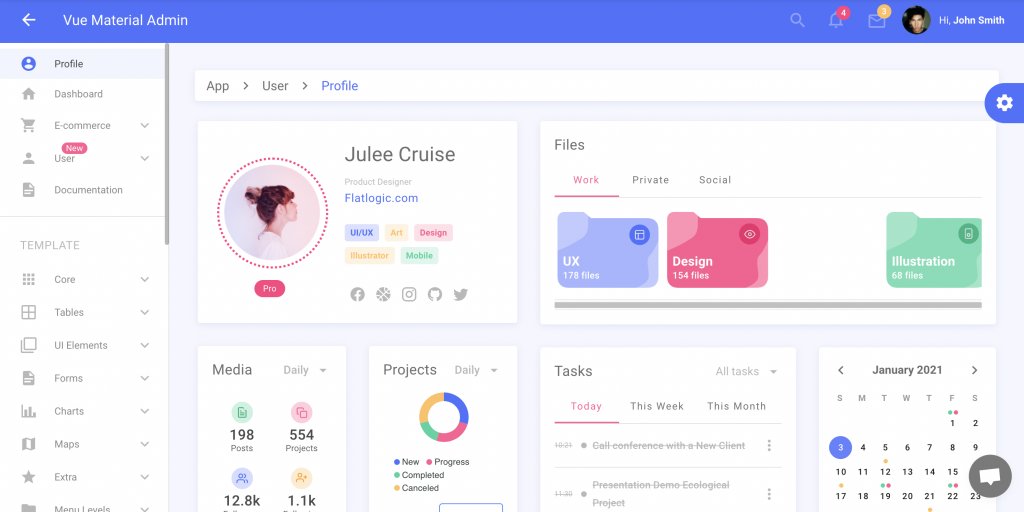 Vue Material Admin
4
3
Hi, John Smith
Profile
Dashboard
E-commerce
New
User
Documentation
TEMPLATE
Core
Tables
UI Elements
Forms
Charts
Maps
Extra
Menu Levels
App > User > Profile
Julee Cruise
Product Designer
Flatlogic.com
UI/UX Art Design
Illustrator Mobile
Pro
Files
Work Private Social
UX
178 files
Design
154 files
Illustration
68 files
Media Daily
198
Posts
554
Projects
12.8k
1.1k
Projects Daily
New Progress
Completed
Canceled
Tasks All tasks
Today This Week This Month
10:21 Call conference with a New Client
11:30 Presentation Demo Ecological
Project
January 2021
S M T W T F S
1 2
3 4 5 6 7 8 9
10 11 12 13 14 15
17 18 19 20 21 22 23